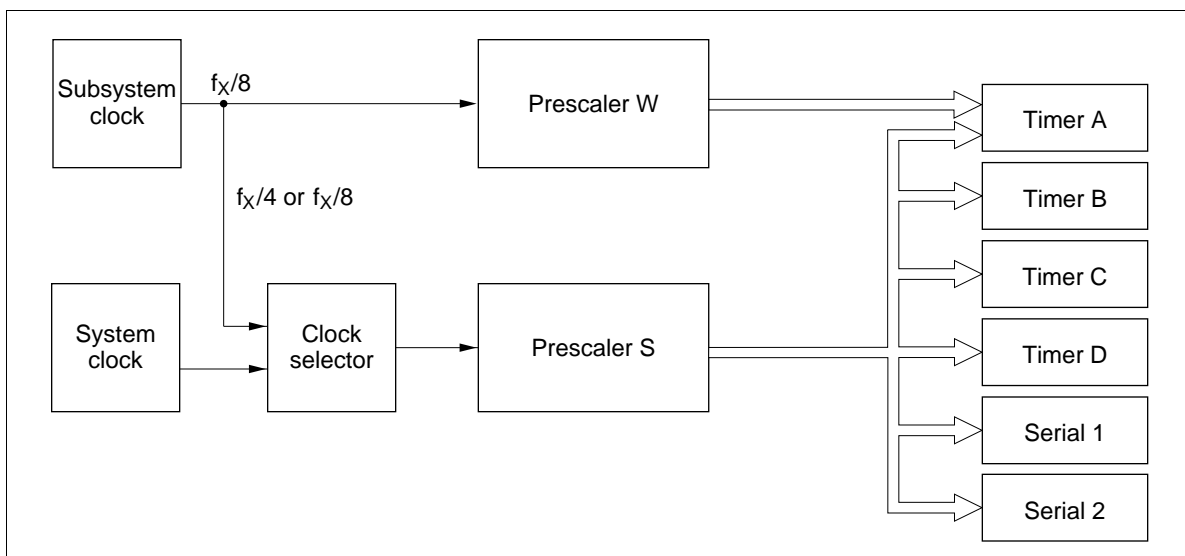 Subsystem
clock
fX/8
Prescaler W
Timer A
Timer B
fX/4 or fX/8
Timer C
System
clock
Clock
selector
Prescaler S
Timer D
Serial 1
Serial 2